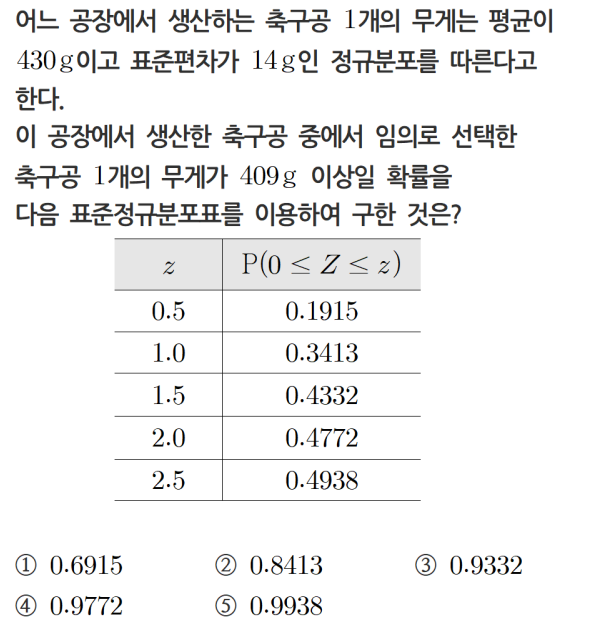 어느 공장에서 생산하는 축구공 1개의 무게는 평균이
430g이고 표준편차가 14g인 정규분포를 따른다고
한다.
이 공장에서 생산한 축구공 중에서 임의로 선택한
축구공 1개의 무게가 409g 이상일 확률을
다음 표준정규분포표를 이용하여 구한 것은?
z P(0 ≤ Z ≤ z)
0.5 0.1915
1.0 0.3413
1.5 0.4332
2.0 0.4772
2.5 0.4938
① 0.6915 ② 0.8413 ③ 0.9332
④ 0.9772 ⑤ 0.9938